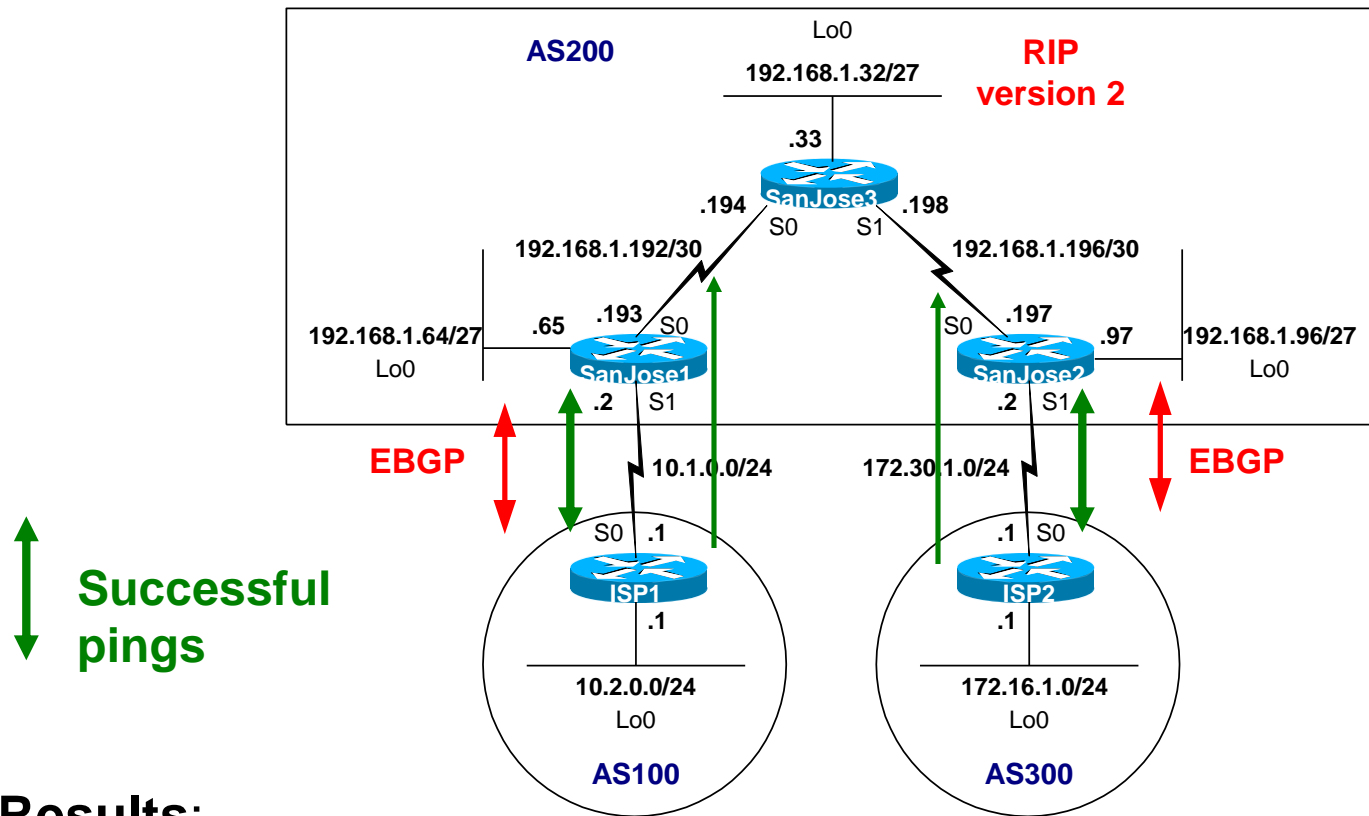 Lo0
AS200
RIP
version 2
192.168.1.32/27
.33
SanJose3
.194
.198
S0
S1
192.168.1.192/30
192.168.1.196/30
.193
.197
.65
S0
S0
.97
192.168.1.64/27
192.168.1.96/27
Lo0
Lo0
SanJose1
SanJose2
.2
S1
.2
S1
EBGP
10.1.0.0/24
172.30.1.0/24
EBGP
S0
.1
.1
S0
Successful
pings
ISP1
ISP2
.1
.1
10.2.0.0/24
172.16.1.0/24
Lo0
Lo0
AS100
AS300
Results: